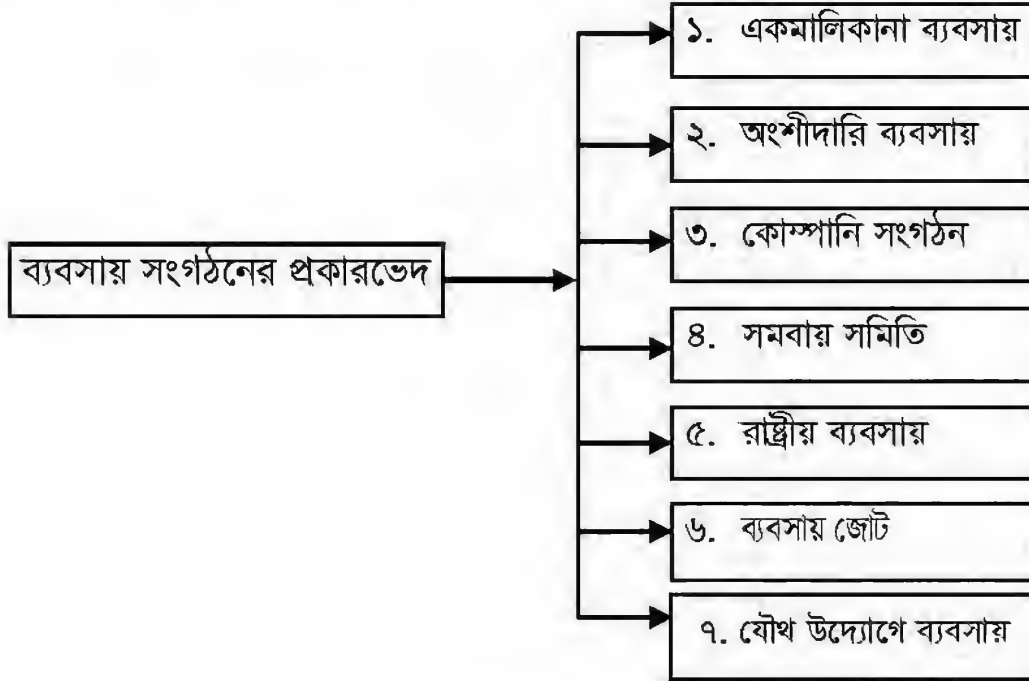 ব্যবসায় সংগঠনের প্রকারভেদ
১. একমালিকানা ব্যবসায়
২. অংশীদারি ব্যবসায়
৩. কোম্পানি সংগঠন
৪. সমবায় সমিতি
৫. রাষ্ট্রীয় ব্যবসায়
৬. ব্যবসায় জোট
৭. যৌথ উদ্যোগে ব্যবসায়